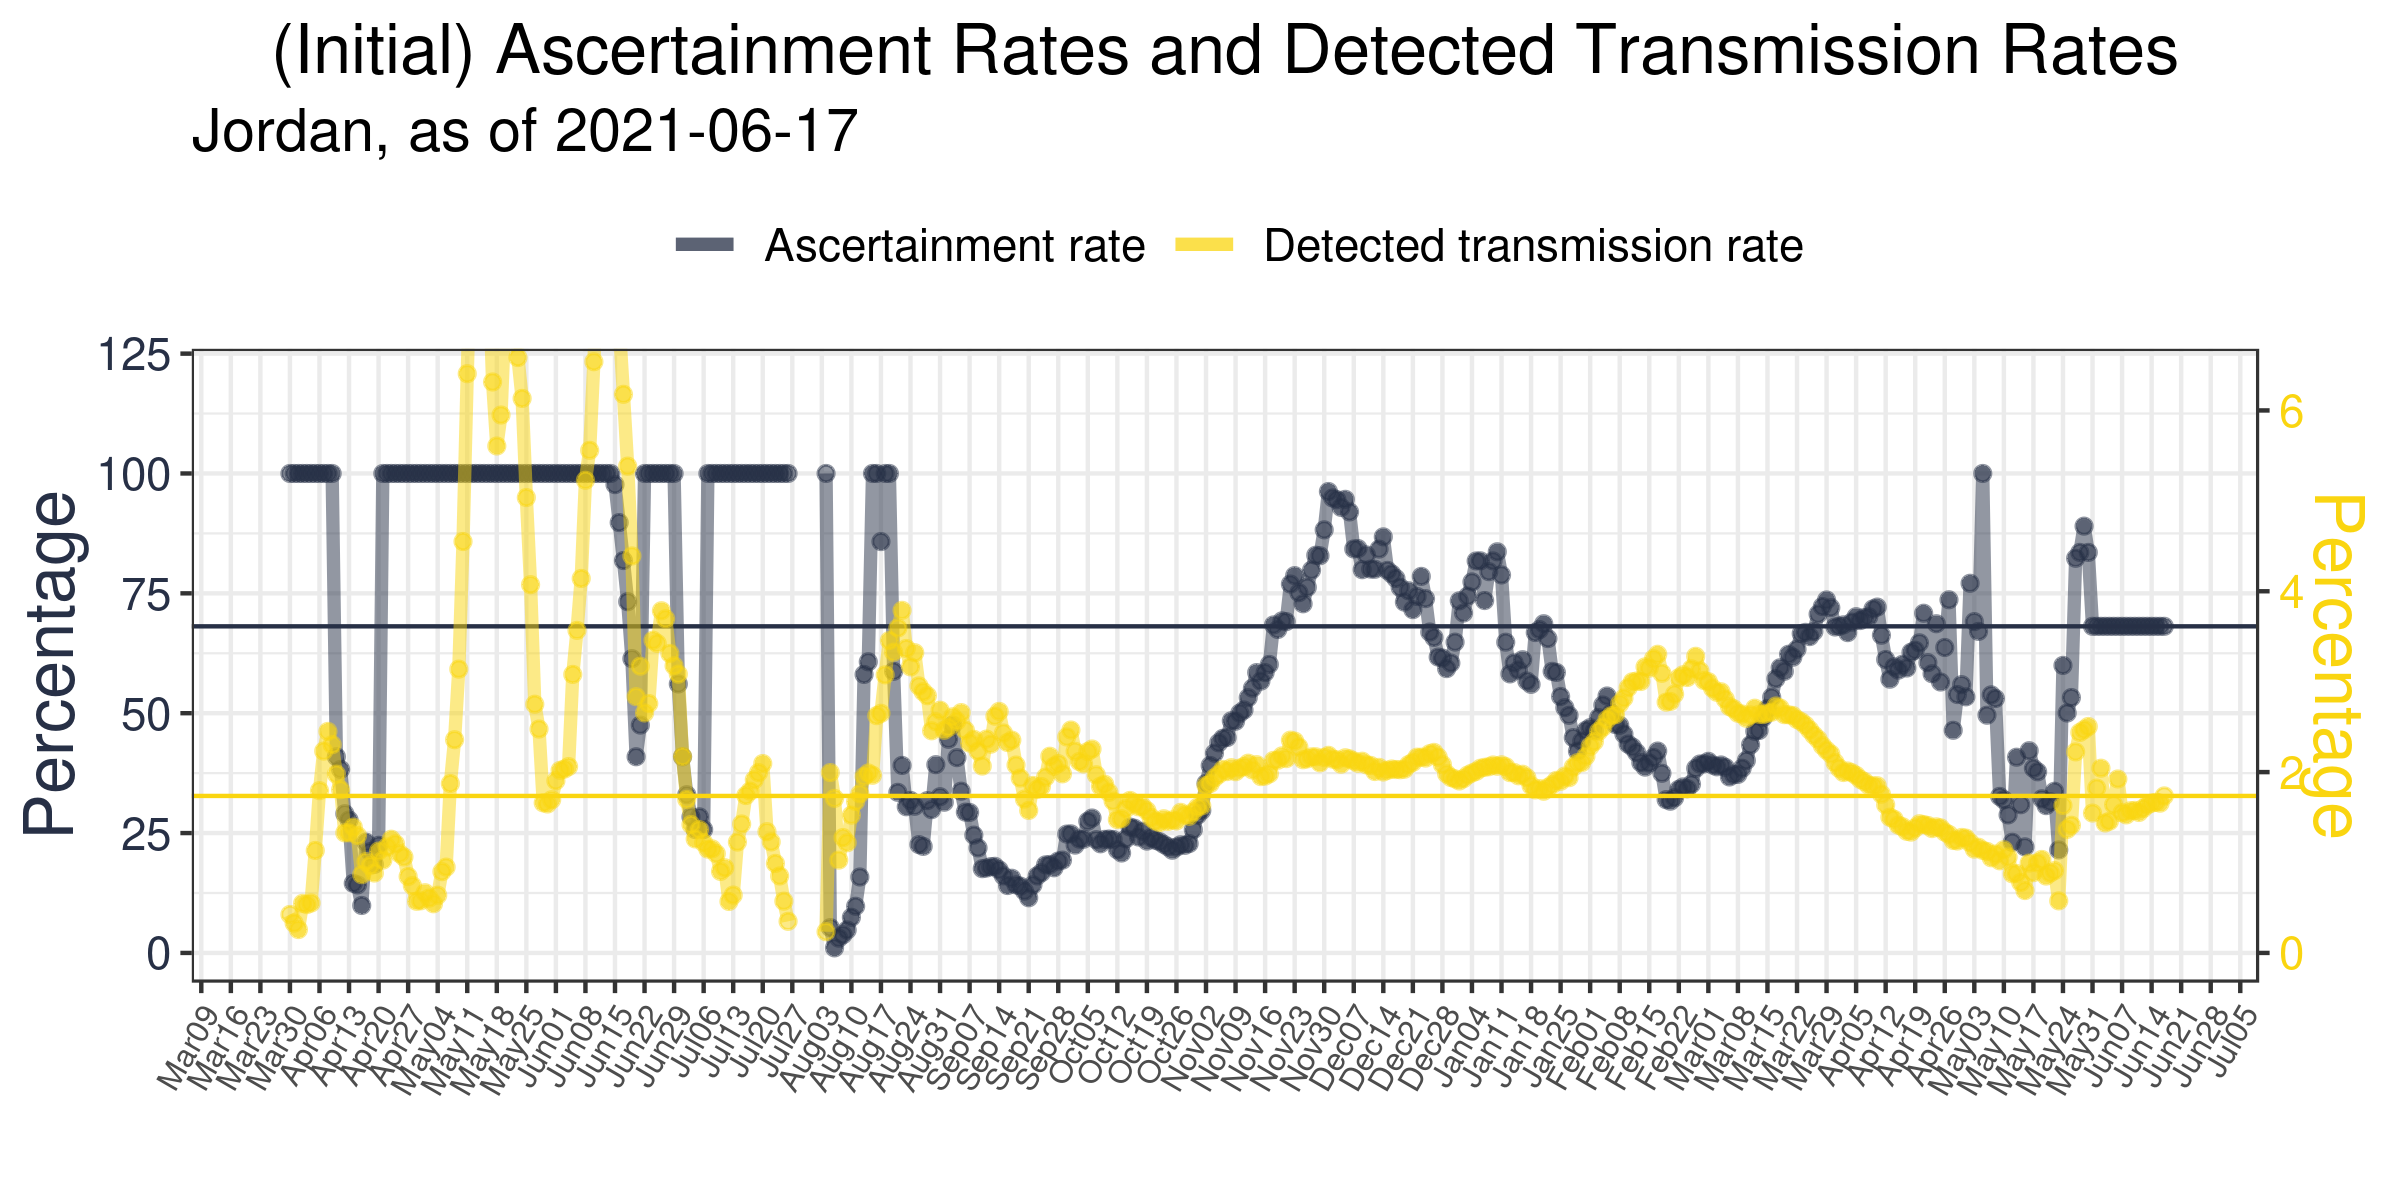 (Initial) Ascertainment Rates and Detected Transmission Rates
Jordan, as of 2021-06-17
Ascertainment rate
Detected transmission rate
125
100
75
50
25
0
Percentage
6
4
2
0
Percentage
Mar09
Mar16
Mar23
Mar30
Apr06
Apr13
Apr20
Apr27
May04
May11
May18
May25
Jun01
Jun08
Jun15
Jun22
Jun29
Jul06
Jul13
Jul20
Jul27
Aug03
Aug10
Aug17
Aug24
Aug31
Sep07
Sep14
Sep21
Sep28
Oct05
Oct12
Oct19
Oct26
Nov02
Nov09
Nov16
Nov23
Nov30
Dec07
Dec14
Dec21
Dec28
Jan04
Jan11
Jan18
Jan25
Feb01
Feb08
Feb15
Feb22
Mar01
Mar08
Mar15
Mar22
Mar29
Apr05
Apr12
Apr19
Apr26
May03
May10
May17
May24
May31
Jun07
Jun14
Jun21
Jun28
Jul05